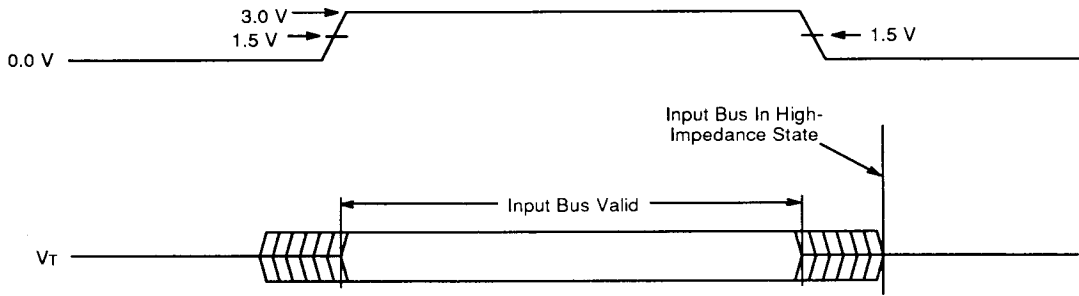 3.0 V
1.5 V
1.5 V
0.0 V
Input Bus In High-
Impedance State
Input Bus Valid
VT